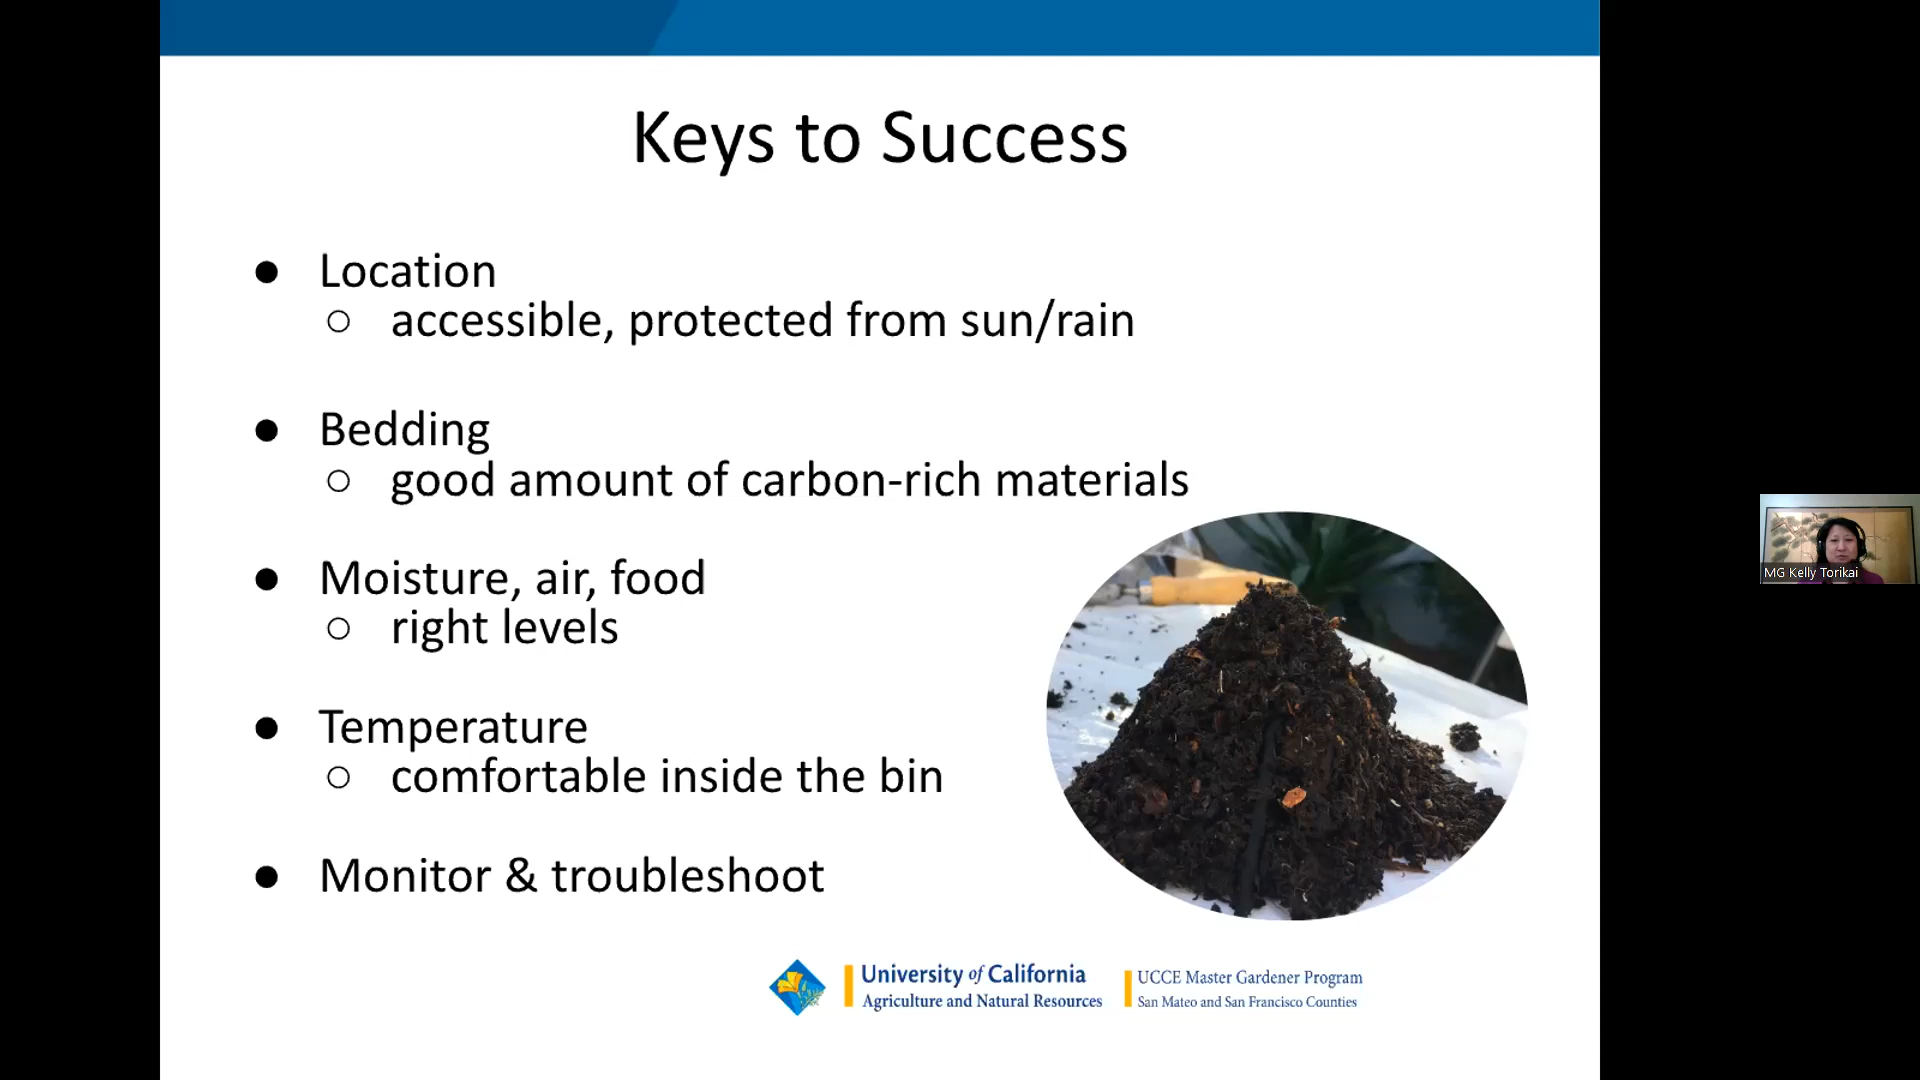 Keys to Success
● Location
○ accessible, protected from sun/rain
● Bedding
○ good amount of carbon-rich materials
● Moisture, air, food
○ right levels
● Temperature
○ comfortable inside the bin
● Monitor & troubleshoot
MG Kelly Torikai
University of California
Agriculture and Natural Resources
UCCE Master Gardener Program
San Mateo and San Francisco Counties